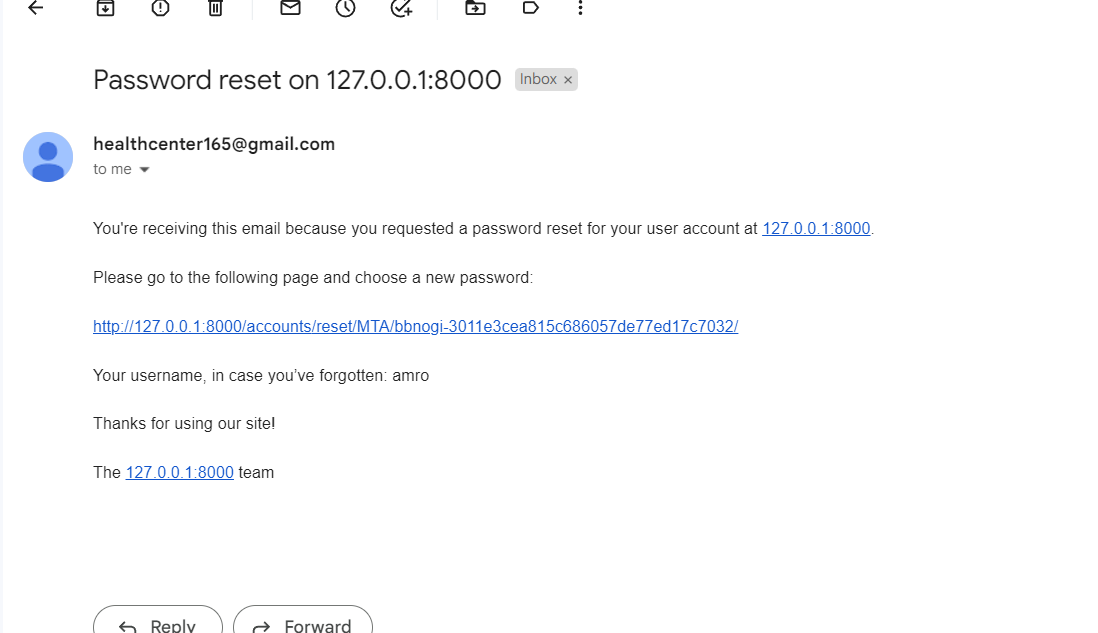 Password reset on 127.0.0.1:8000 Inbox ×
healthcenter165@gmail.com
to me
You're receiving this email because you requested a password reset for your user account at 127.0.0.1:8000.
Please go to the following page and choose a new password:
http://127.0.0.1:8000/accounts/reset/MTA/bbnogi-3011e3cea815c686057de77ed17c7032/
Your username, in case you’ve forgotten: amro
Thanks for using our site!
The 127.0.0.1:8000 team
Reply Forward